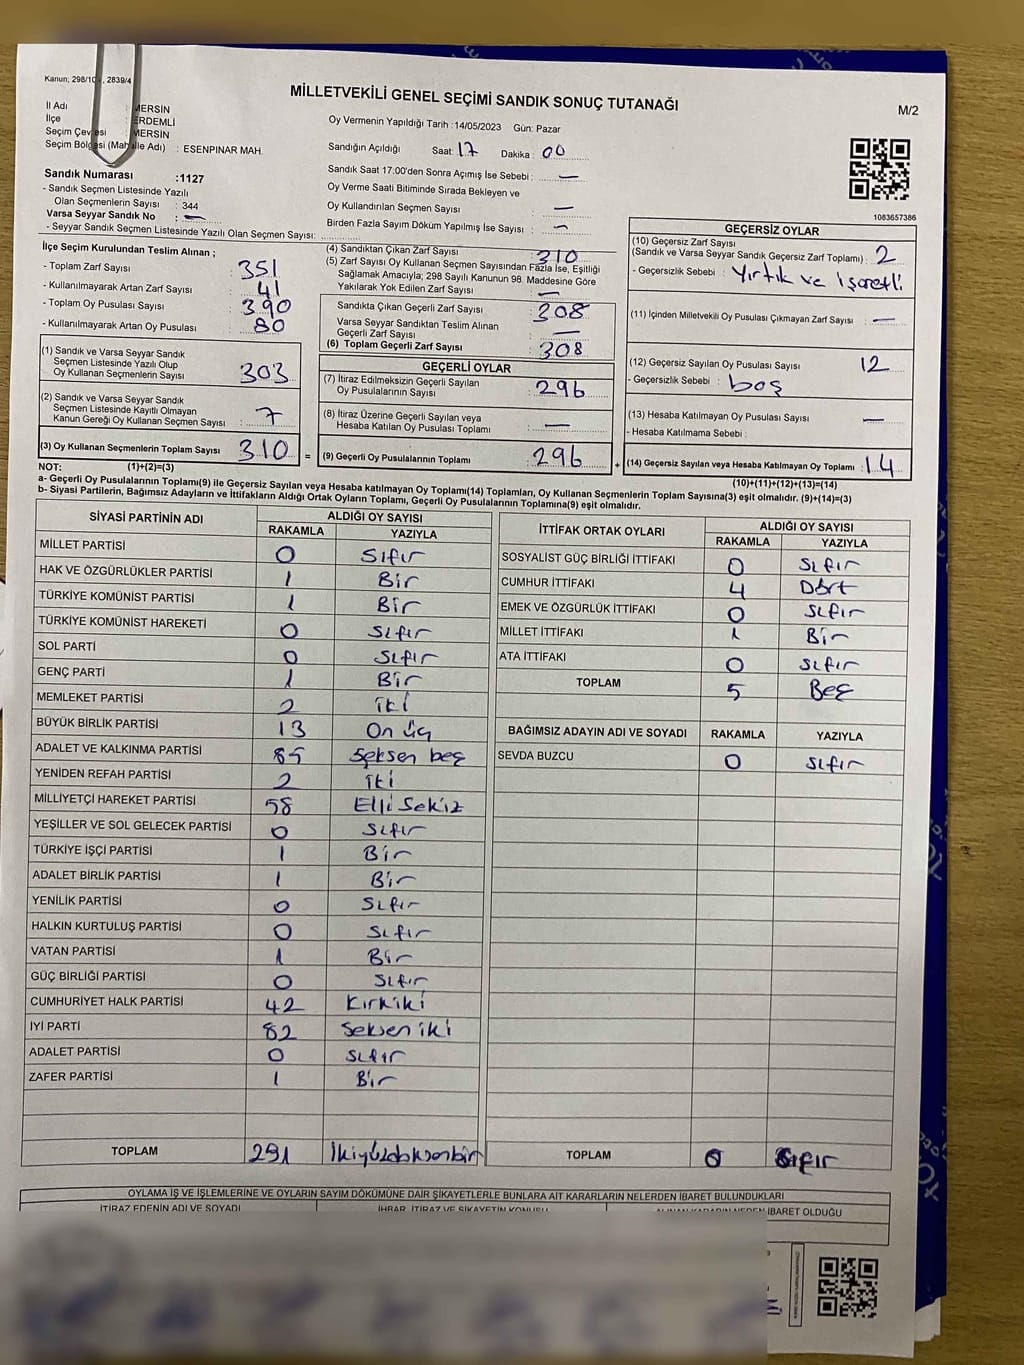 Kanun; 298/10 , 2839/4
MİLLETVEKİLİ GENEL SEÇİMİ SANDIK SONUÇ TUTANAĞI
M/2
İl Adı : MERSİN
İlçe : ERDEMLİ
Seçim Çevresi : MERSİN
Seçim Bölgesi (Mahalle Adı) : ESENPINAR MAH.
Sandık Numarası :1127
- Sandık Seçmen Listesinde Yazılı
Olan Seçmenlerin Sayısı : 344
Varsa Seyyar Sandık No : —
- Seyyar Sandık Seçmen Listesinde Yazılı Olan Seçmen Sayısı:
Oy Vermenin Yapıldığı Tarih :14/05/2023 Gün: Pazar
Sandığın Açıldığı Saat: 17 Dakika : 00
Sandık Saat 17:00'den Sonra Açımış İse Sebebi : —
Oy Verme Saati Bitiminde Sırada Bekleyen ve
Oy Kullandırılan Seçmen Sayısı —
Birden Fazla Sayım Döküm Yapılmış İse Sayısı : —
1083657386
İlçe Seçim Kurulundan Teslim Alınan ;
- Toplam Zarf Sayısı : 351
- Kullanılmayarak Artan Zarf Sayısı : 41
- Toplam Oy Pusulası Sayısı : 390
- Kullanılmayarak Artan Oy Pusulası : 80
(1) Sandık ve Varsa Seyyar Sandık
Seçmen Listesinde Yazılı Olup
Oy Kullanan Seçmenlerin Sayısı : 303
(2) Sandık ve Varsa Seyyar Sandık
Seçmen Listesinde Kayıtlı Olmayan
Kanun Gereği Oy Kullanan Seçmen Sayısı : 7
(3) Oy Kullanan Seçmenlerin Toplam Sayısı : 310 =
(4) Sandıktan Çıkan Zarf Sayısı : 310
(5) Zarf Sayısı Oy Kullanan Seçmen Sayısından Fazla İse, Eşitliği
Sağlamak Amacıyla; 298 Sayılı Kanunun 98. Maddesine Göre
Yakılarak Yok Edilen Zarf Sayısı : —
Sandıkta Çıkan Geçerli Zarf Sayısı : 308
Varsa Seyyar Sandıktan Teslim Alınan
Geçerli Zarf Sayısı : —
(6) Toplam Geçerli Zarf Sayısı : 308
GEÇERLİ OYLAR
(7) İtiraz Edilmeksizin Geçerli Sayılan
Oy Pusulalarının Sayısı : 296
(8) İtiraz Üzerine Geçerli Sayılan veya
Hesaba Katılan Oy Pusulası Toplamı : —
(9) Geçerli Oy Pusulalarının Toplamı : 296 +
GEÇERSİZ OYLAR
(10) Geçersiz Zarf Sayısı
(Sandık ve Varsa Seyyar Sandık Geçersiz Zarf Toplamı) : 2
- Geçersizlik Sebebi : Yırtık ve işaretli
(11) İçinden Milletvekili Oy Pusulası Çıkmayan Zarf Sayısı : —
(12) Geçersiz Sayılan Oy Pusulası Sayısı : 12
- Geçersizlik Sebebi : boş
(13) Hesaba Katılmayan Oy Pusulası Sayısı : —
- Hesaba Katılmama Sebebi :
(14) Geçersiz Sayılan veya Hesaba Katılmayan Oy Toplamı : 14
NOT: (1)+(2)=(3) (10)+(11)+(12)+(13)=(14)
a- Geçerli Oy Pusulalarının Toplamı(9) ile Geçersiz Sayılan veya Hesaba katılmayan Oy Toplamı(14) Toplamları, Oy Kullanan Seçmenlerin Toplam Sayısına(3) eşit olmalıdır. (9)+(14)=(3)
b- Siyasi Partilerin, Bağımsız Adayların ve İttifakların Aldığı Ortak Oyların Toplamı, Geçerli Oy Pusulalarının Toplamına(9) eşit olmalıdır.
SİYASİ PARTİNİN ADI ALDIĞI OY SAYISI
RAKAMLA YAZIYLA
MİLLET PARTİSİ 0 Sıfır
HAK VE ÖZGÜRLÜKLER PARTİSİ 1 Bir
TÜRKİYE KOMÜNİST PARTİSİ 1 Bir
TÜRKİYE KOMÜNİST HAREKETİ 0 Sıfır
SOL PARTİ 0 Sıfır
GENÇ PARTİ 1 Bir
MEMLEKET PARTİSİ 2 iki
BÜYÜK BİRLİK PARTİSİ 13 On üç
ADALET VE KALKINMA PARTİSİ 85 Seksen beş
YENİDEN REFAH PARTİSİ 2 iki
MİLLİYETÇİ HAREKET PARTİSİ 58 Elli Sekiz
YEŞİLLER VE SOL GELECEK PARTİSİ 0 Sıfır
TÜRKİYE İŞÇİ PARTİSİ 1 Bir
ADALET BİRLİK PARTİSİ 1 Bir
YENİLİK PARTİSİ 0 Sıfır
HALKIN KURTULUŞ PARTİSİ 0 Sıfır
VATAN PARTİSİ 1 Bir
GÜÇ BİRLİĞİ PARTİSİ 0 Sıfır
CUMHURİYET HALK PARTİSİ 42 Kırkiki
İYİ PARTİ 82 Seksen iki
ADALET PARTİSİ 0 Sıfır
ZAFER PARTİSİ 1 Bir
TOPLAM 291 İkiyüzdoksanbir
İTTİFAK ORTAK OYLARI ALDIĞI OY SAYISI
RAKAMLA YAZIYLA
SOSYALIST GÜÇ BİRLİĞİ İTTİFAKI 0 Sıfır
CUMHUR İTTİFAKI 4 Dört
EMEK VE ÖZGÜRLÜK İTTİFAKI 0 Sıfır
MİLLET İTTİFAKI 1 Bir
ATA İTTİFAKI 0 Sıfır
TOPLAM 5 Beş
BAĞIMSIZ ADAYIN ADI VE SOYADI RAKAMLA YAZIYLA
SEVDA BUZCU 0 Sıfır
TOPLAM 0 Sıfır
OYLAMA İŞ VE İŞLEMLERİNE VE OYLARIN SAYIM DÖKÜMÜNE DAİR ŞİKAYETLERLE BUNLARA AİT KARARLARIN NELERDEN İBARET BULUNDUKLARI
İTİRAZ EDENİN ADI VE SOYADI İHBAR, İTİRAZ VE ŞİKAYETİN KONUSU ALINAN KARARIN NEDEN İBARET OLDUĞU